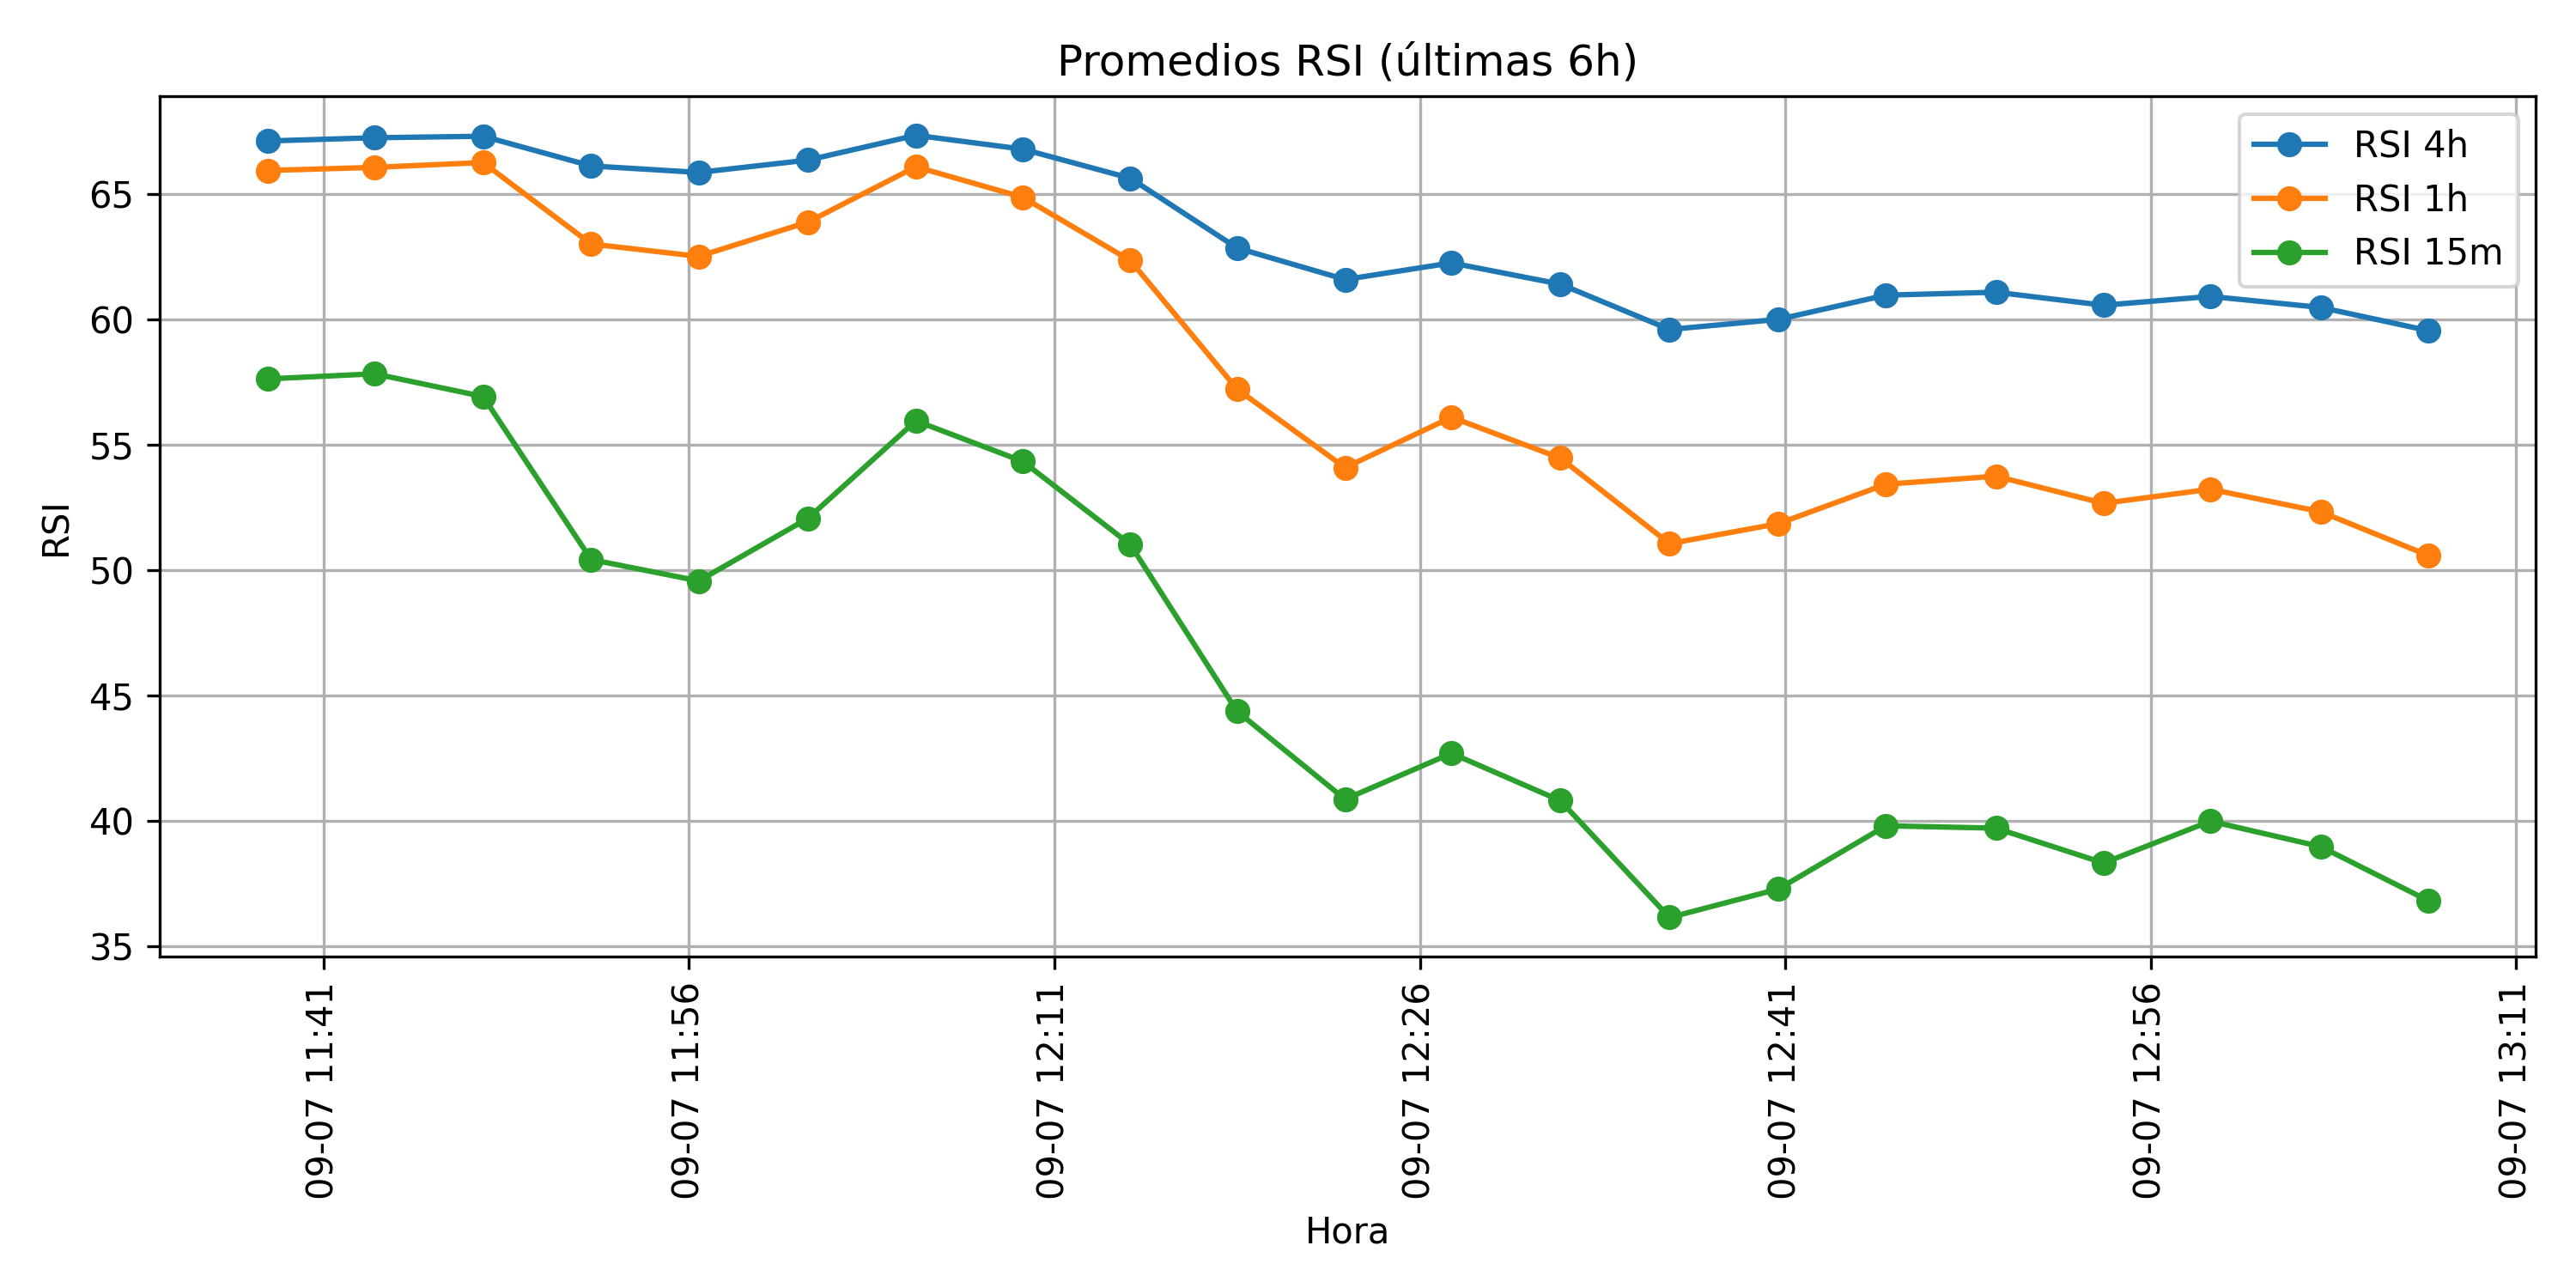 Promedios RSI (últimas 6h)
RSI 4h
RSI 1h
RSI 15m
RSI
65
60
55
50
45
40
35
09-07 11:41
09-07 11:56
09-07 12:11
09-07 12:26
09-07 12:41
09-07 12:56
09-07 13:11
Hora